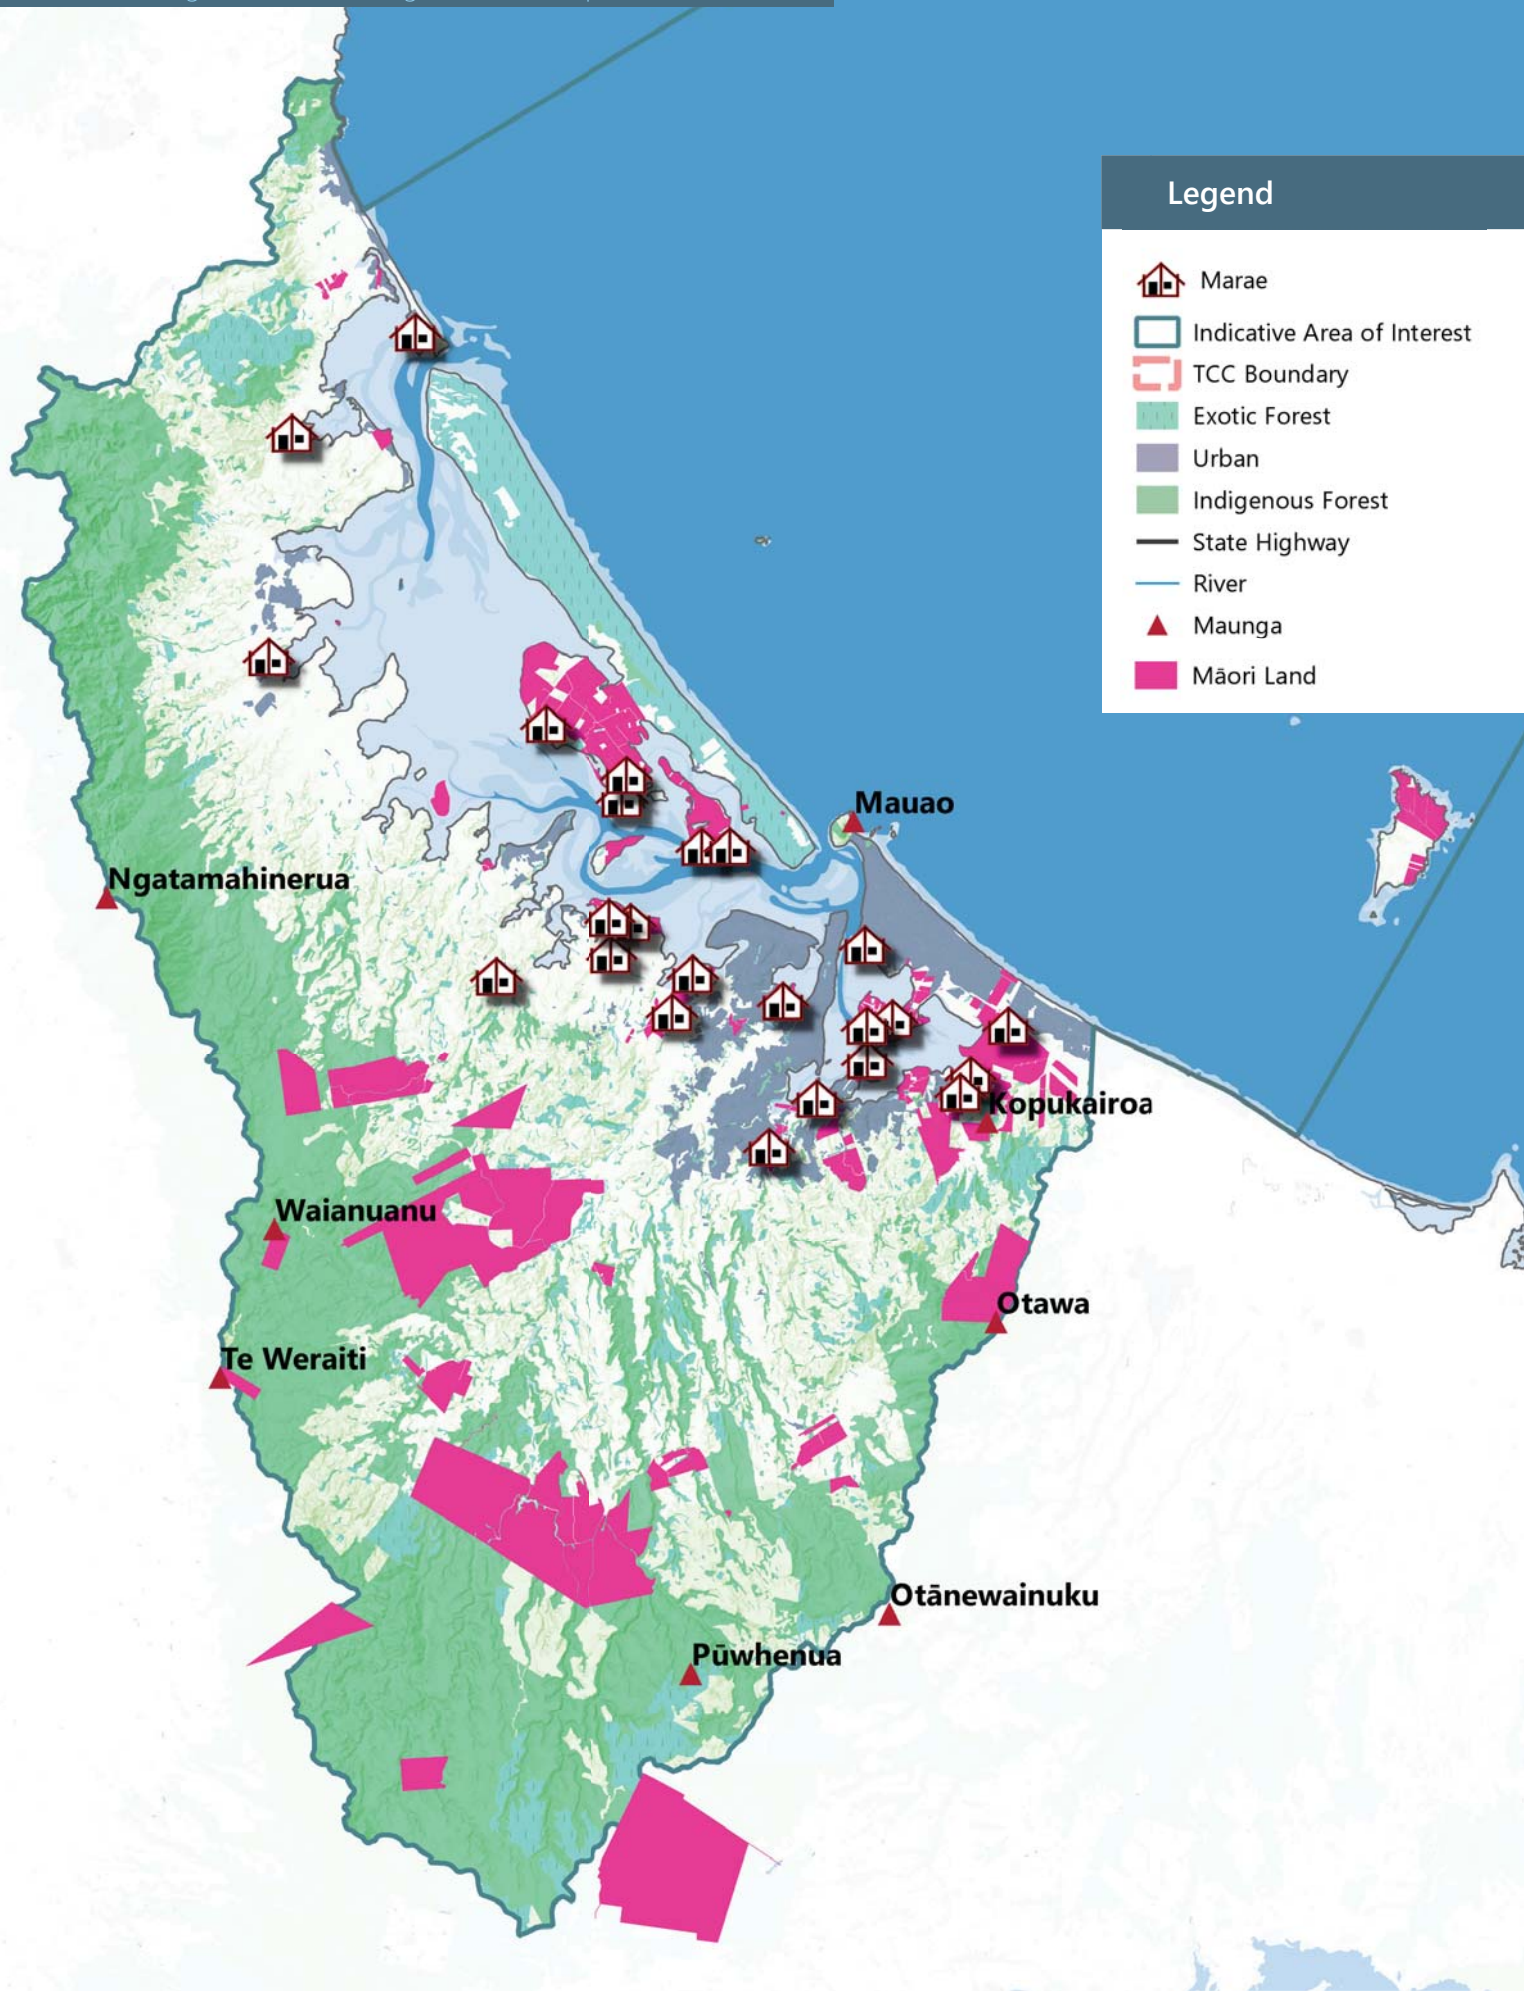 Legend
Marae
Indicative Area of Interest
TCC Boundary
Exotic Forest
Urban
Indigenous Forest
State Highway
River
Maunga
Māori Land
Mauao
Ngatamahinerua
Kopukairoa
Waianuanu
Otawa
Te Weraiti
Otānewainuku
Pūwhenua